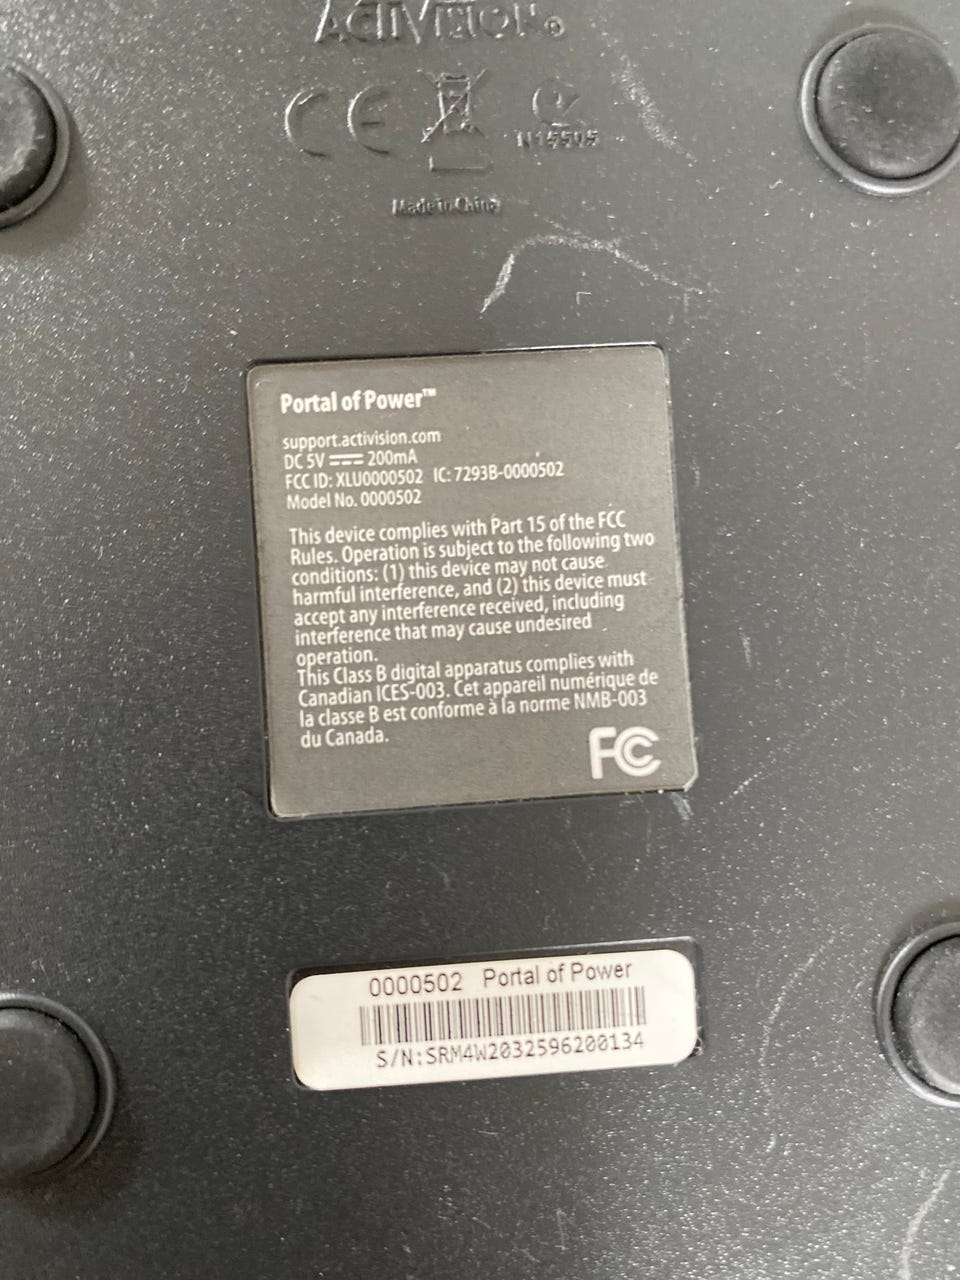 ACTIVISION®
CE
N15505
Made in China
Portal of Power™
support.activision.com
DC 5V ⎓ 200mA
FCC ID: XLU0000502 IC: 7293B-0000502
Model No. 0000502
This device complies with Part 15 of the FCC
Rules. Operation is subject to the following two
conditions: (1) this device may not cause
harmful interference, and (2) this device must
accept any interference received, including
interference that may cause undesired
operation.
This Class B digital apparatus complies with
Canadian ICES-003. Cet appareil numérique de
la classe B est conforme à la norme NMB-003
du Canada.
FC
0000502 Portal of Power
S/N:SRM4W2032596200134